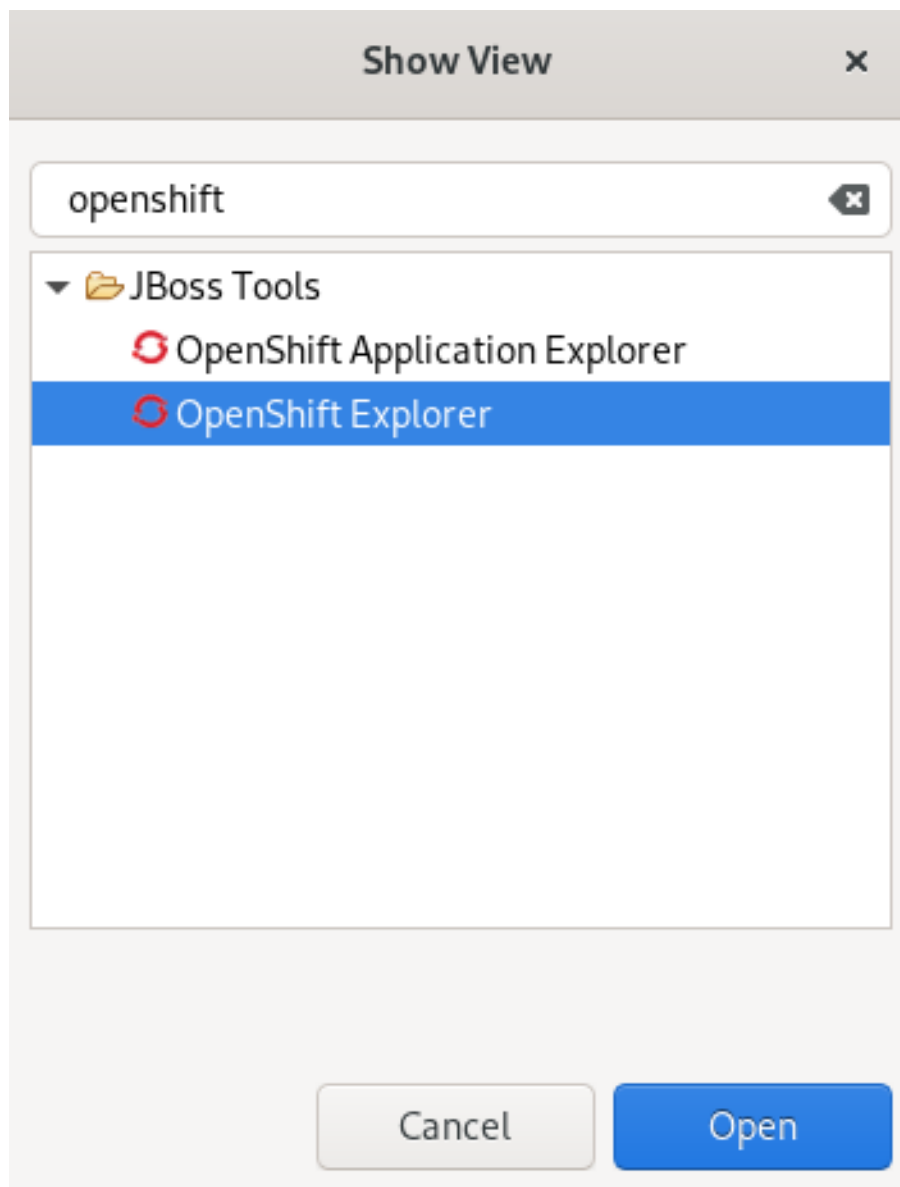 Show View
openshift
JBoss Tools
OpenShift Application Explorer
OpenShift Explorer
Cancel
Open